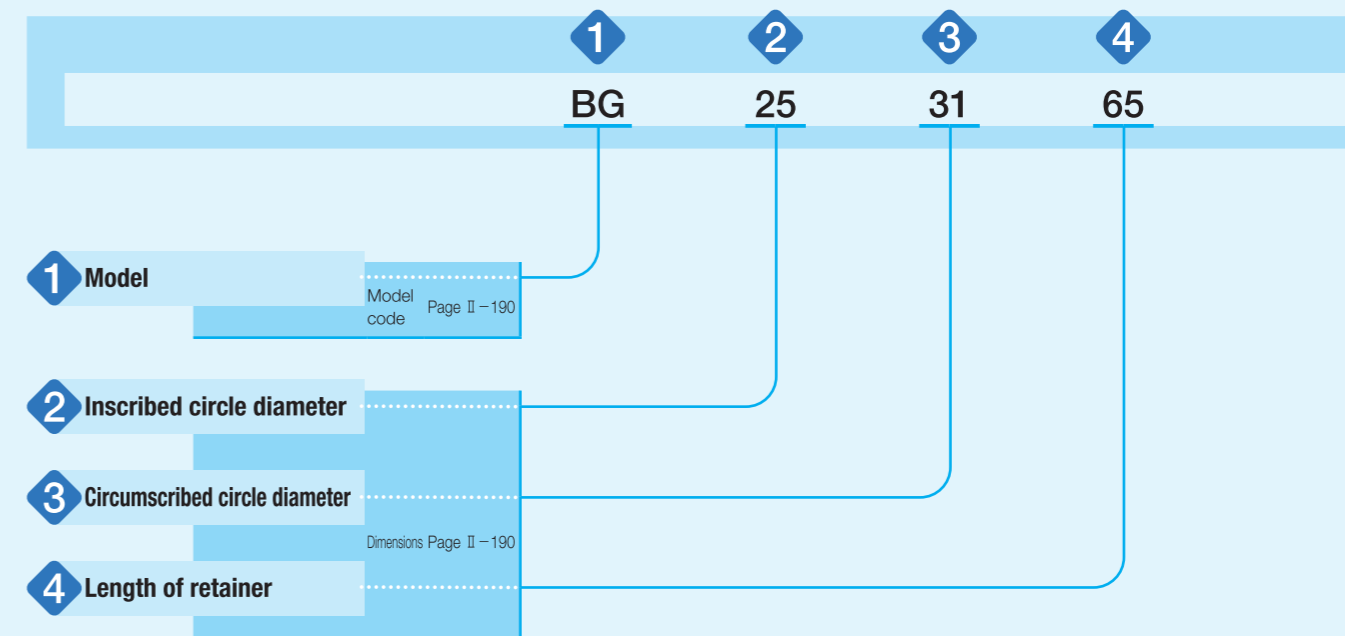 1 2 3 4
BG 25 31 65
1 Model
Model code Page Ⅱ－190
2 Inscribed circle diameter
3 Circumscribed circle diameter
Dimensions Page Ⅱ－190
4 Length of retainer